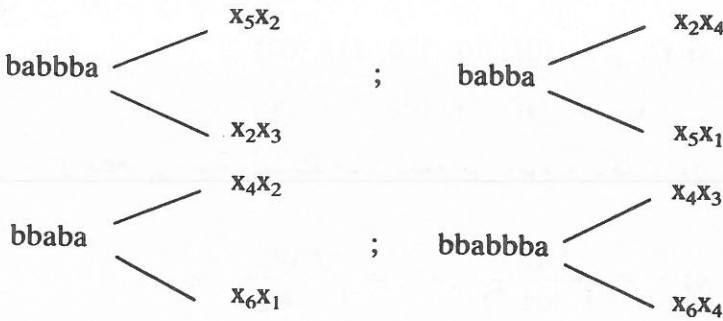 x₅x₂ x₂x₄
babbba ; babba
x₂x₃ x₅x₁
x₄x₂ x₄x₃
bbaba ; bbabbba
x₆x₁ x₆x₄